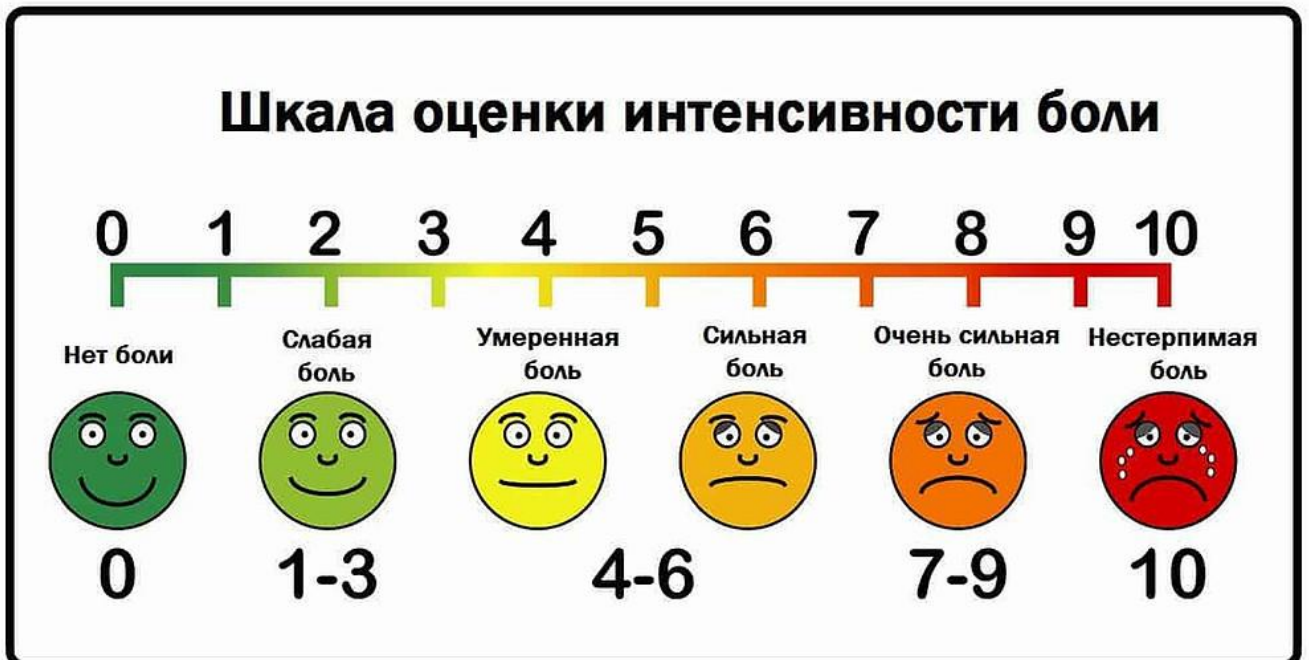 Шкала оценки интенсивности боли
0 1 2 3 4 5 6 7 8 9 10
Нет боли
Слабая
боль
Умеренная
боль
Сильная
боль
Очень сильная
боль
Нестерпимая
боль
0 1-3 4-6 7-9 10